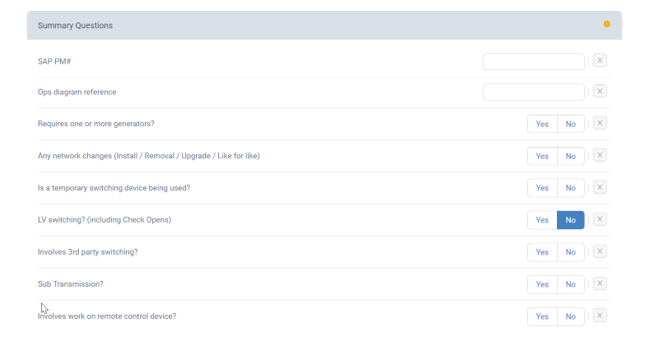 Summary Questions
SAP PM#
X
Ops diagram reference
X
Requires one or more generators? Yes No X
Any network changes (Install / Removal / Upgrade / Like for like) Yes No X
Is a temporary switching device being used? Yes No X
LV switching? (including Check Opens) Yes No X
Involves 3rd party switching? Yes No X
Sub Transmission? Yes No X
Involves work on remote control device? Yes No X